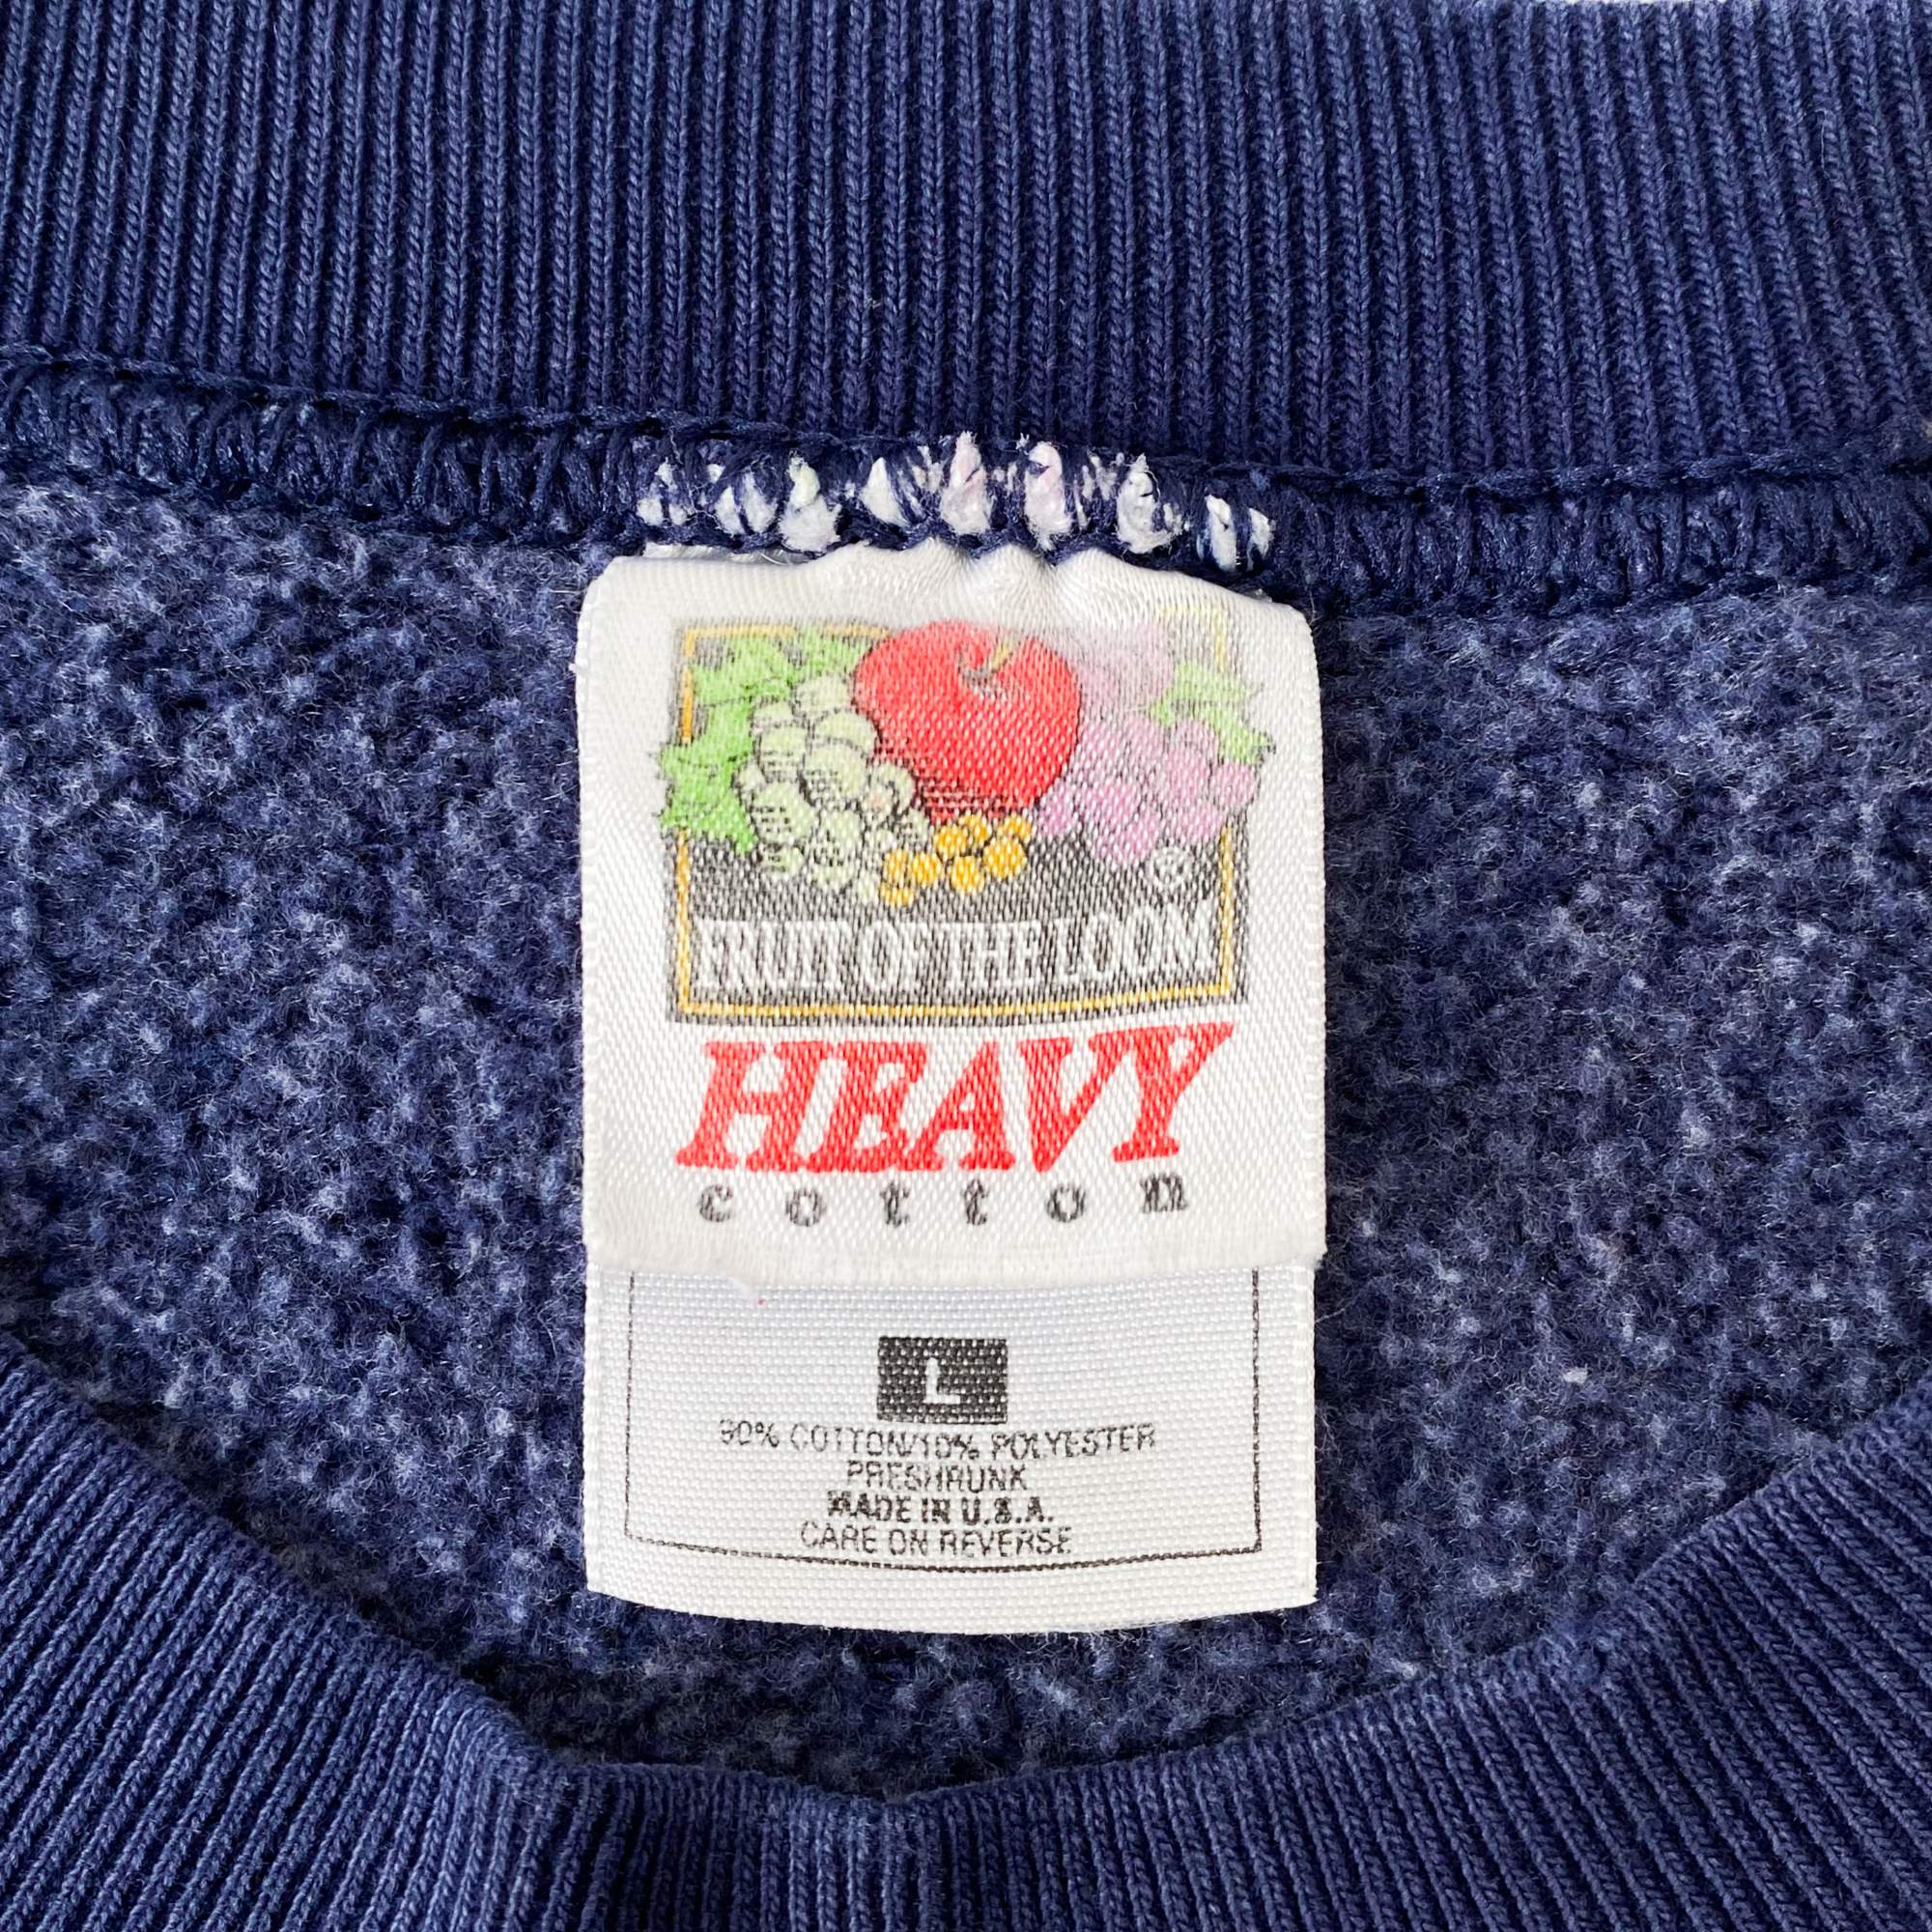 ®
FRUIT OF THE LOOM
HEAVY
cotton
L
90% COTTON/10% POLYESTER
PRESHRUNK
MADE IN U.S.A.
CARE ON REVERSE